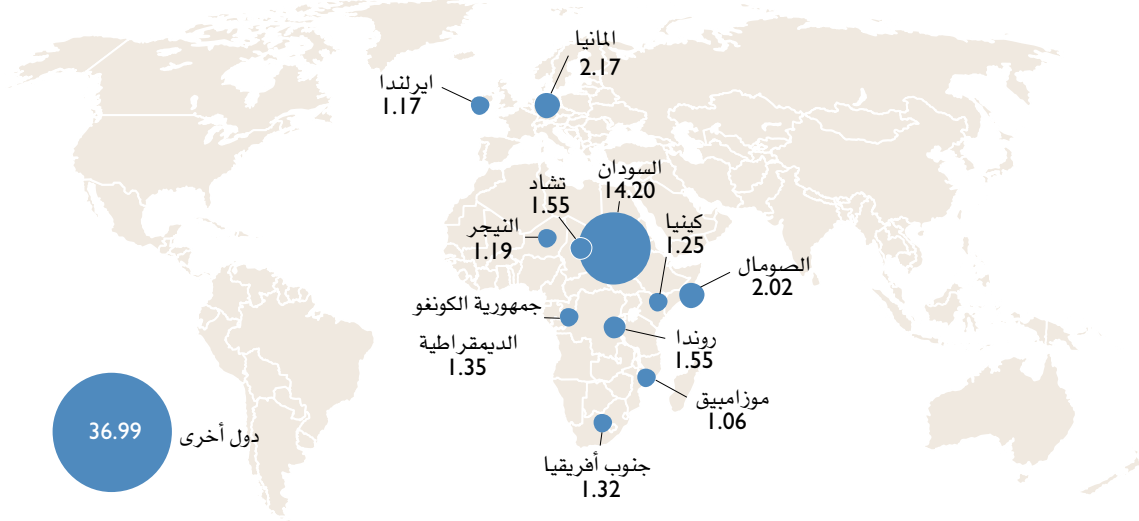 المانيا
2.17
ايرلندا
1.17
السودان
14.20
تشاد
1.55
كينيا
1.25
النيجر
1.19
الصومال
2.02
جمهورية الكونغو
الديمقراطية
1.35
روندا
1.55
موزامبيق
1.06
جنوب أفريقيا
1.32
36.99
دول أخرى